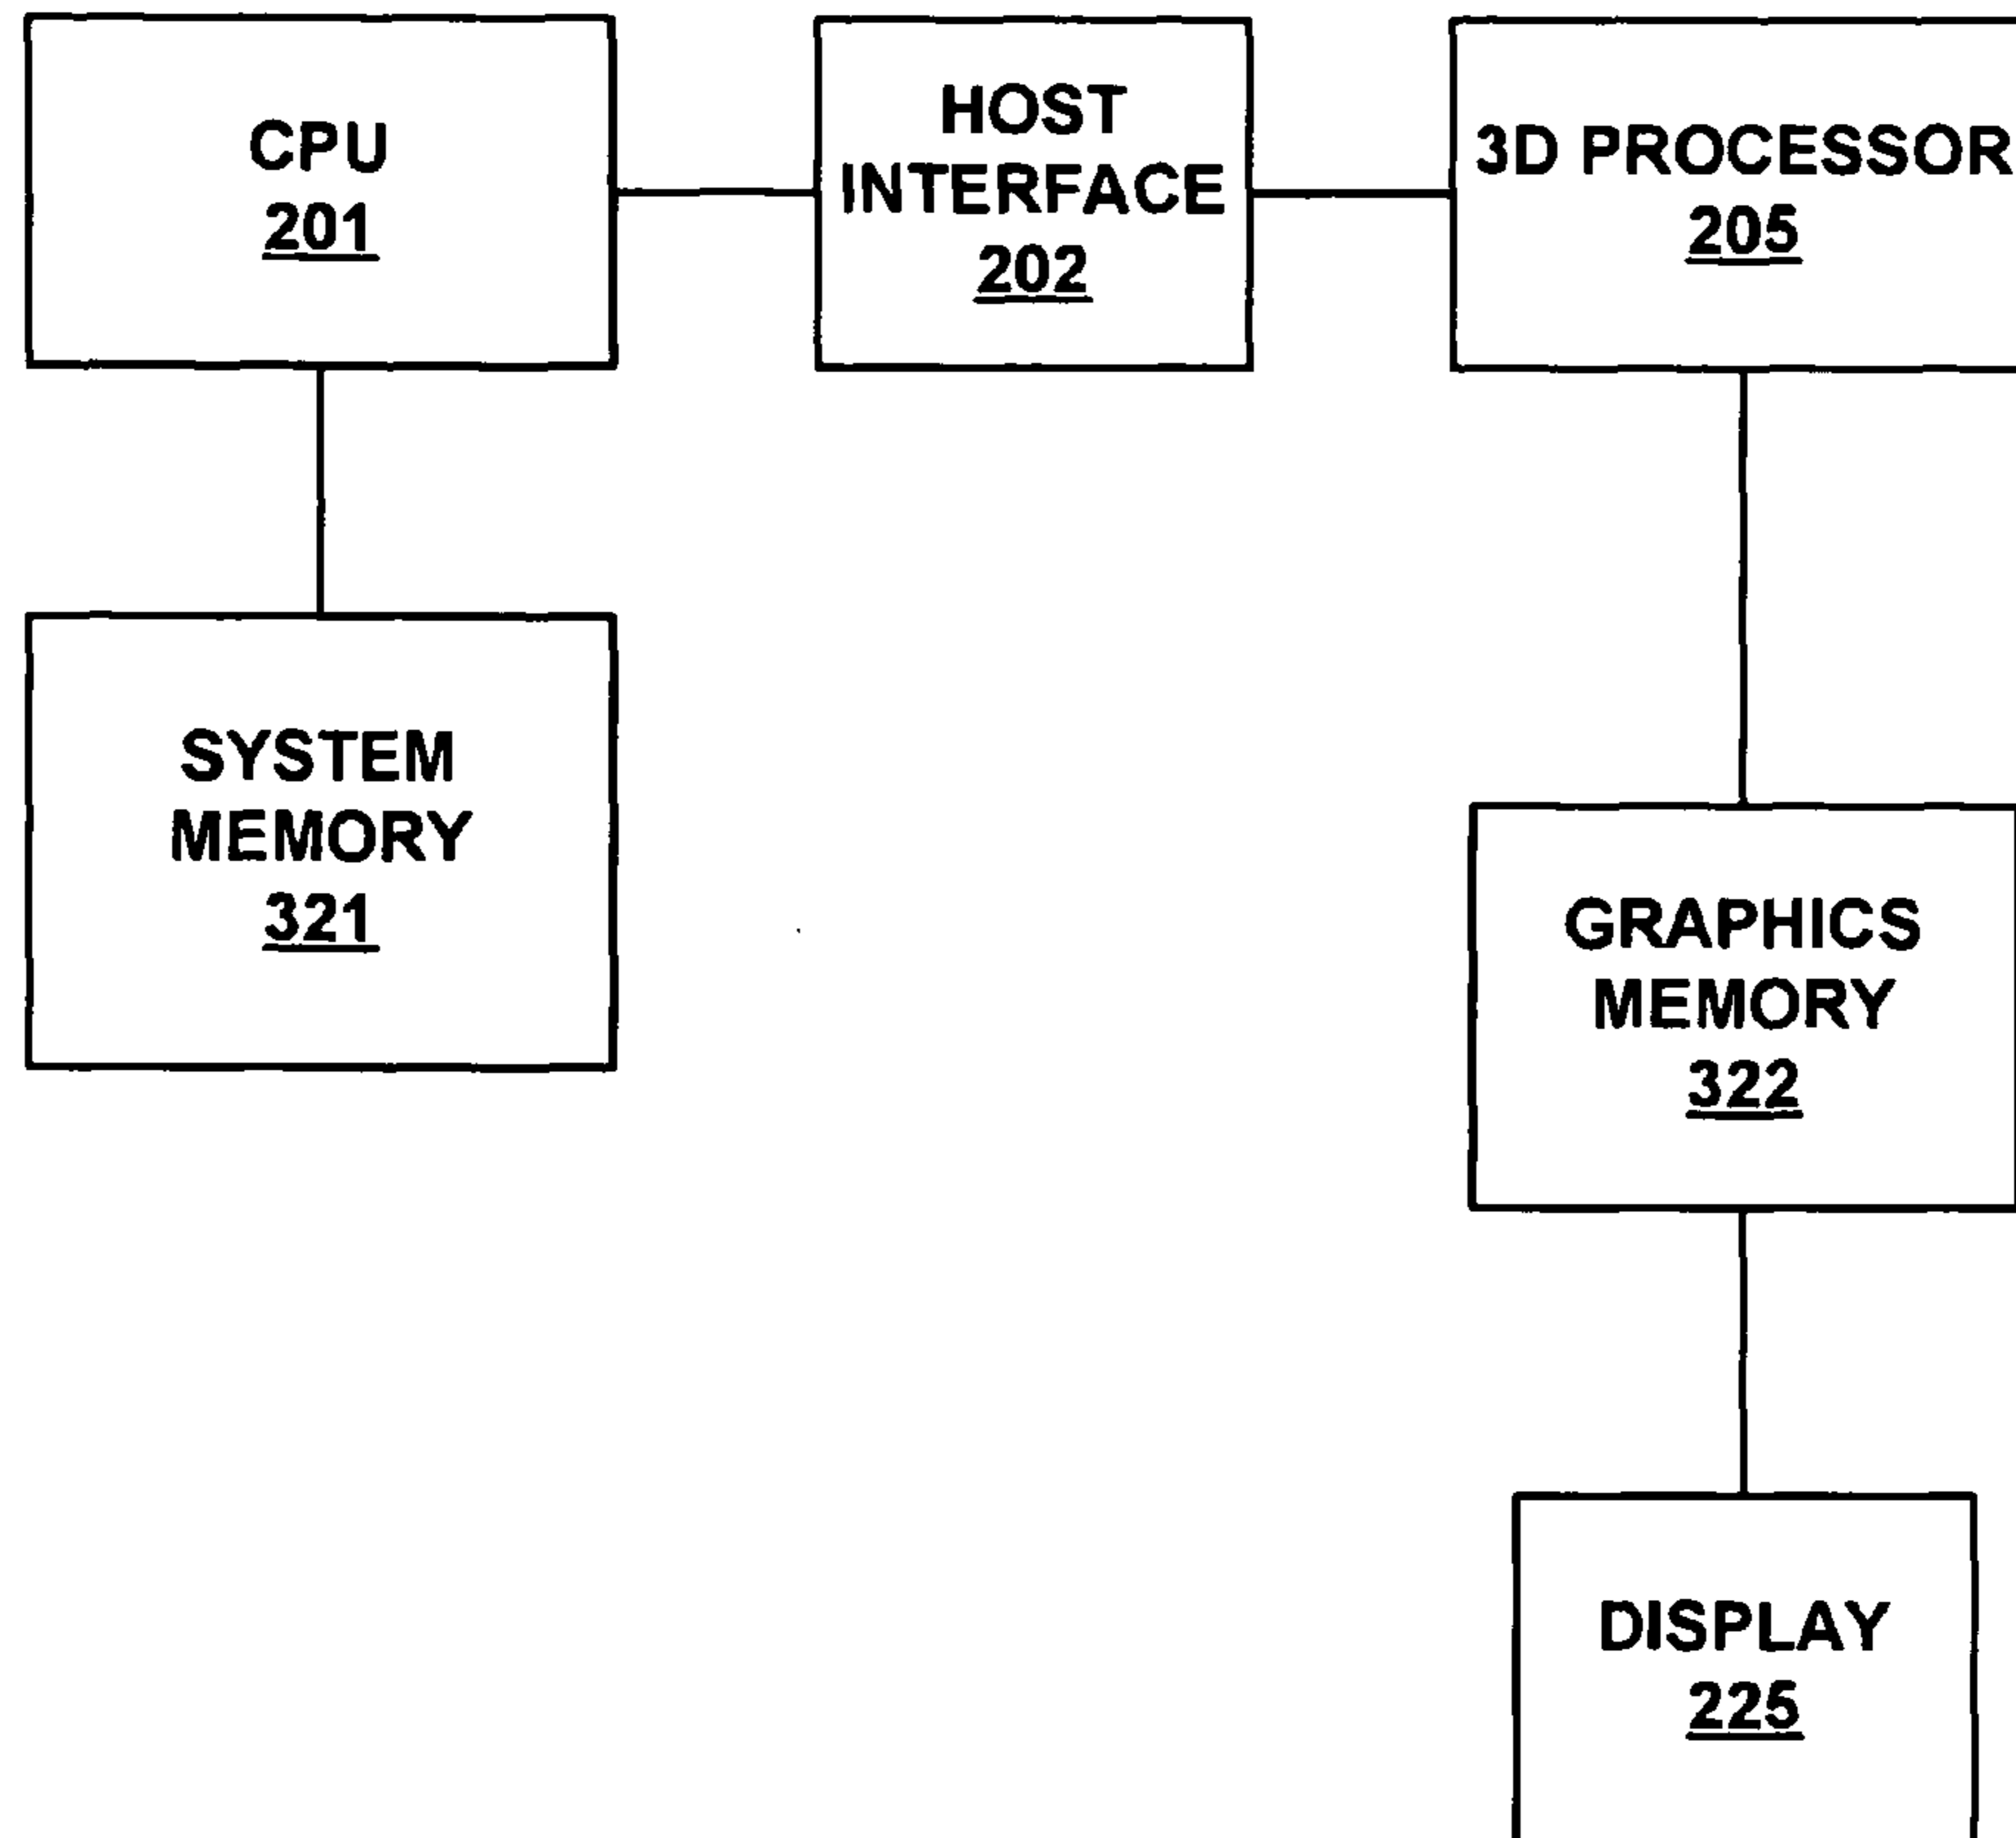 CPU
201
HOST
INTERFACE
202
3D PROCESSOR
205
SYSTEM
MEMORY
321
GRAPHICS
MEMORY
322
DISPLAY
225